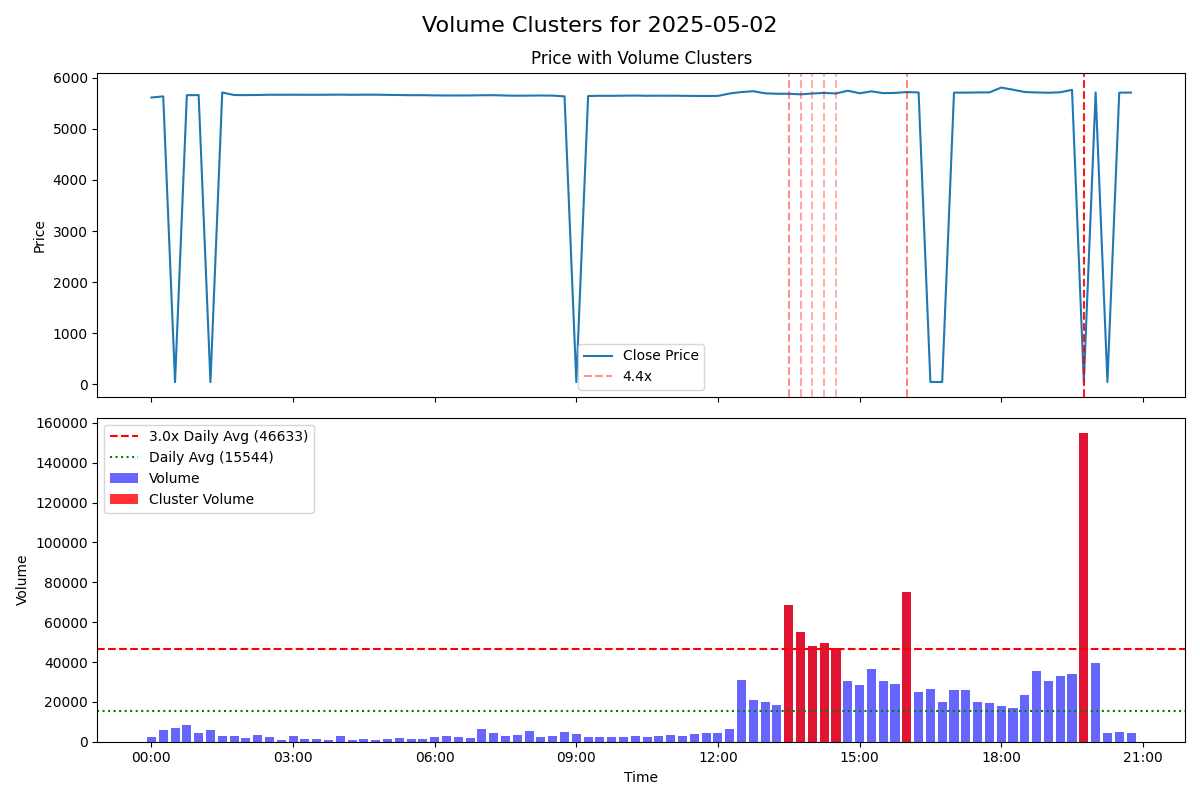 Volume Clusters for 2025-05-02
Price with Volume Clusters
6000
5000
4000
3000
2000
1000
0
Price
Close Price
4.4x
160000
140000
120000
100000
80000
60000
40000
20000
0
Volume
3.0x Daily Avg (46633)
Daily Avg (15544)
Volume
Cluster Volume
00:00 03:00 06:00 09:00 12:00 15:00 18:00 21:00
Time